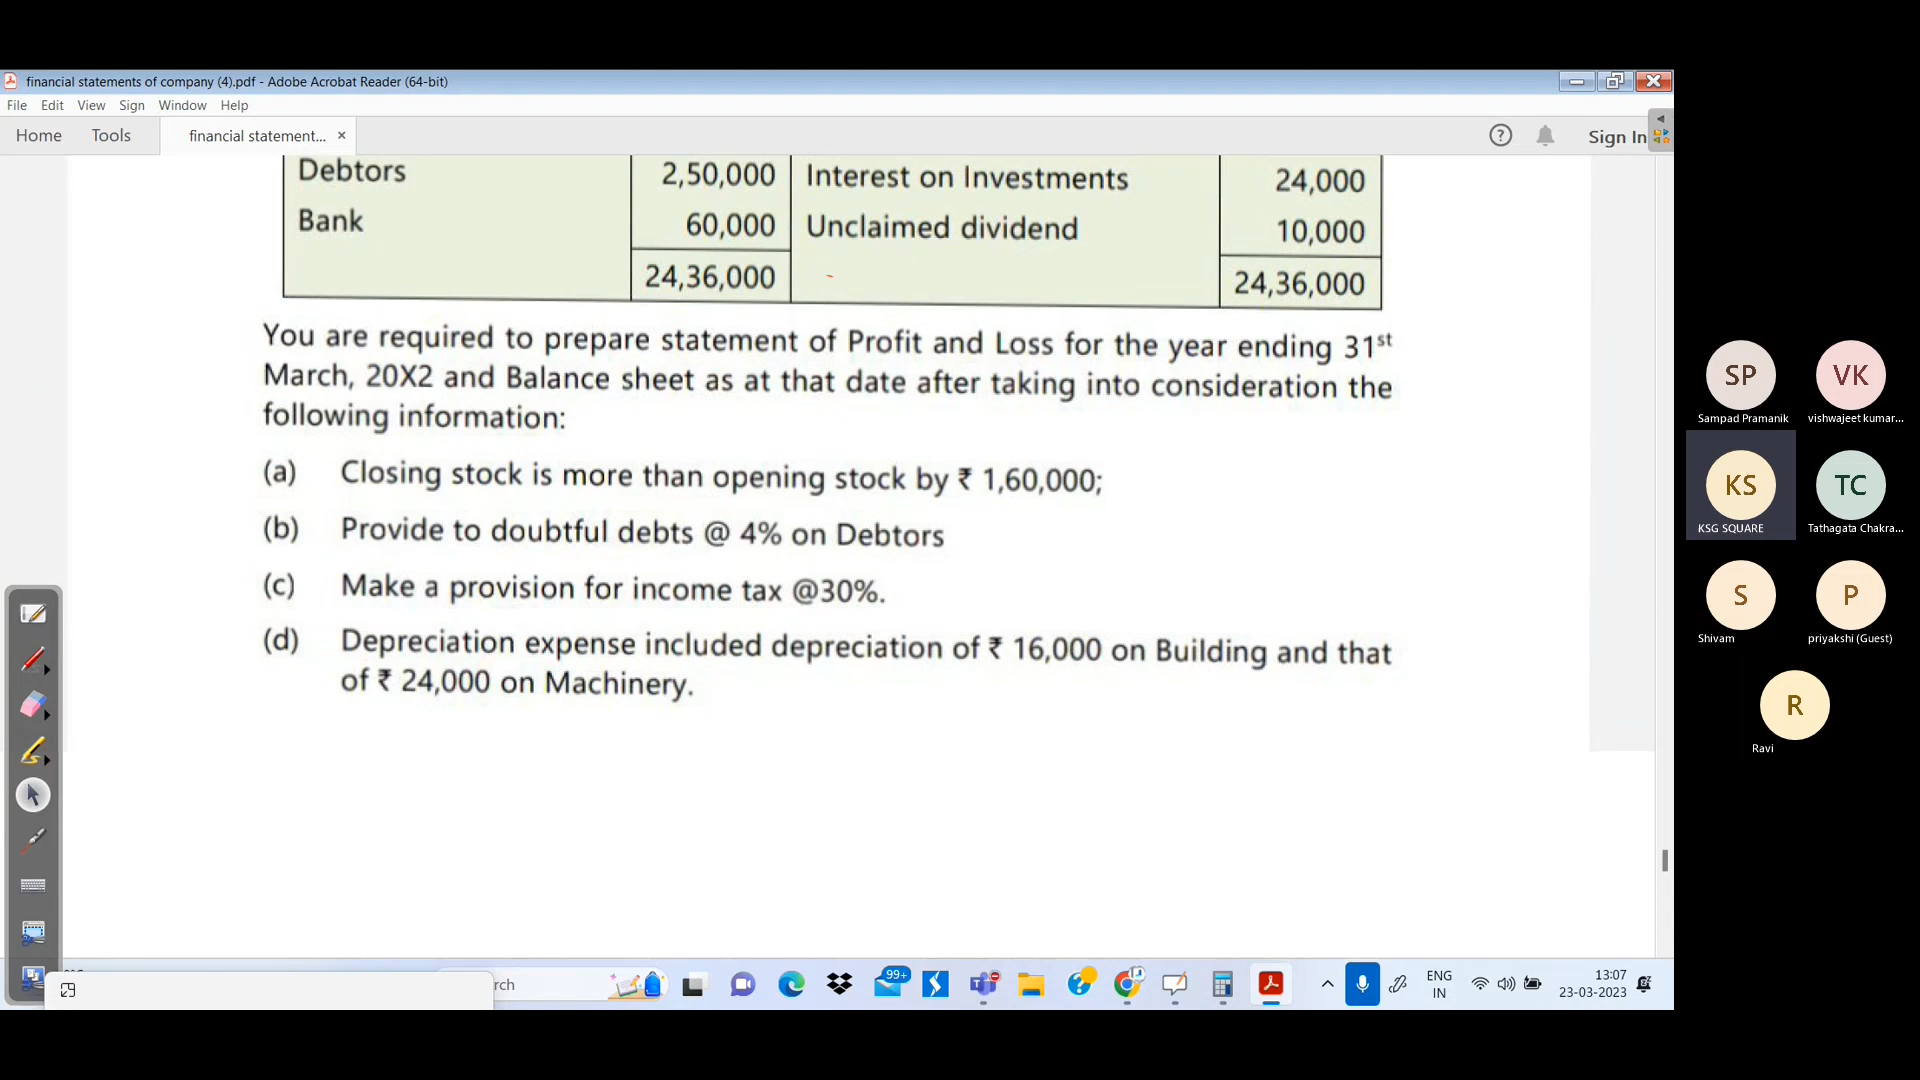 financial statements of company (4).pdf - Adobe Acrobat Reader (64-bit)
File Edit View Sign Window Help
Home Tools financial statement... × ? Sign In
Debtors 2,50,000 Interest on Investments 24,000
Bank 60,000 Unclaimed dividend 10,000
24,36,000 24,36,000
You are required to prepare statement of Profit and Loss for the year ending 31st
March, 20X2 and Balance sheet as at that date after taking into consideration the
following information:
(a) Closing stock is more than opening stock by ₹ 1,60,000;
(b) Provide to doubtful debts @ 4% on Debtors
(c) Make a provision for income tax @30%.
(d) Depreciation expense included depreciation of ₹ 16,000 on Building and that
of ₹ 24,000 on Machinery.
SP VK
Sampad Pramanik vishwajeet kumar...
KS TC
KSG SQUARE Tathagata Chakra...
S P
Shivam priyakshi (Guest)
R
Ravi
rch 99+ ENG 13:07
IN 23-03-2023